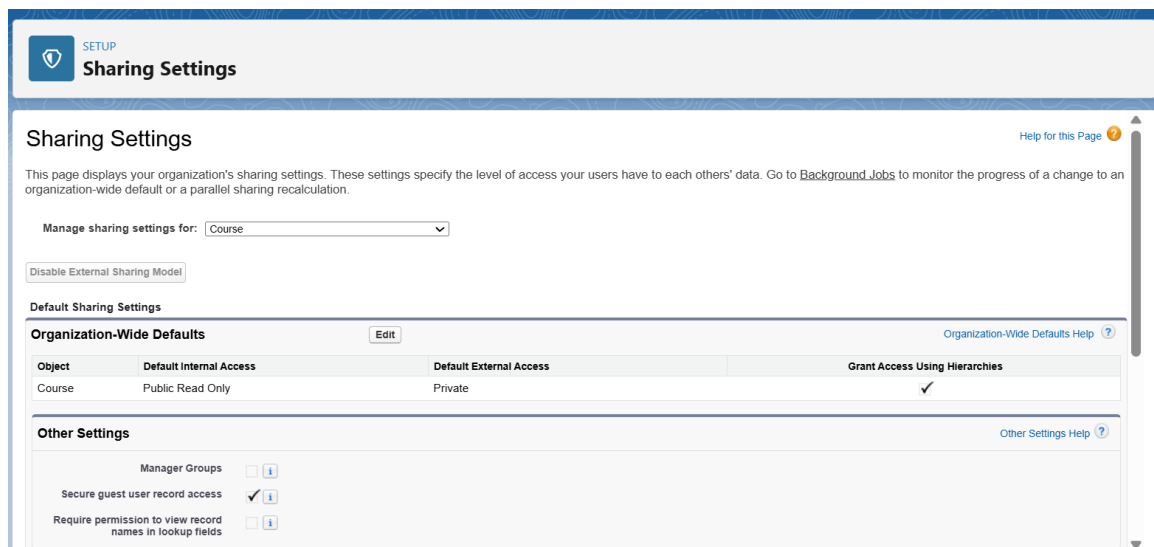 SETUP
Sharing Settings
Sharing Settings
Help for this Page ?
This page displays your organization's sharing settings. These settings specify the level of access your users have to each others' data. Go to Background Jobs to monitor the progress of a change to an
organization-wide default or a parallel sharing recalculation.
Manage sharing settings for: Course
Disable External Sharing Model
Default Sharing Settings
Organization-Wide Defaults Edit Organization-Wide Defaults Help ?
Object Default Internal Access Default External Access Grant Access Using Hierarchies
Course Public Read Only Private
Other Settings Other Settings Help ?
Manager Groups i
Secure guest user record access i
Require permission to view record
names in lookup fields i